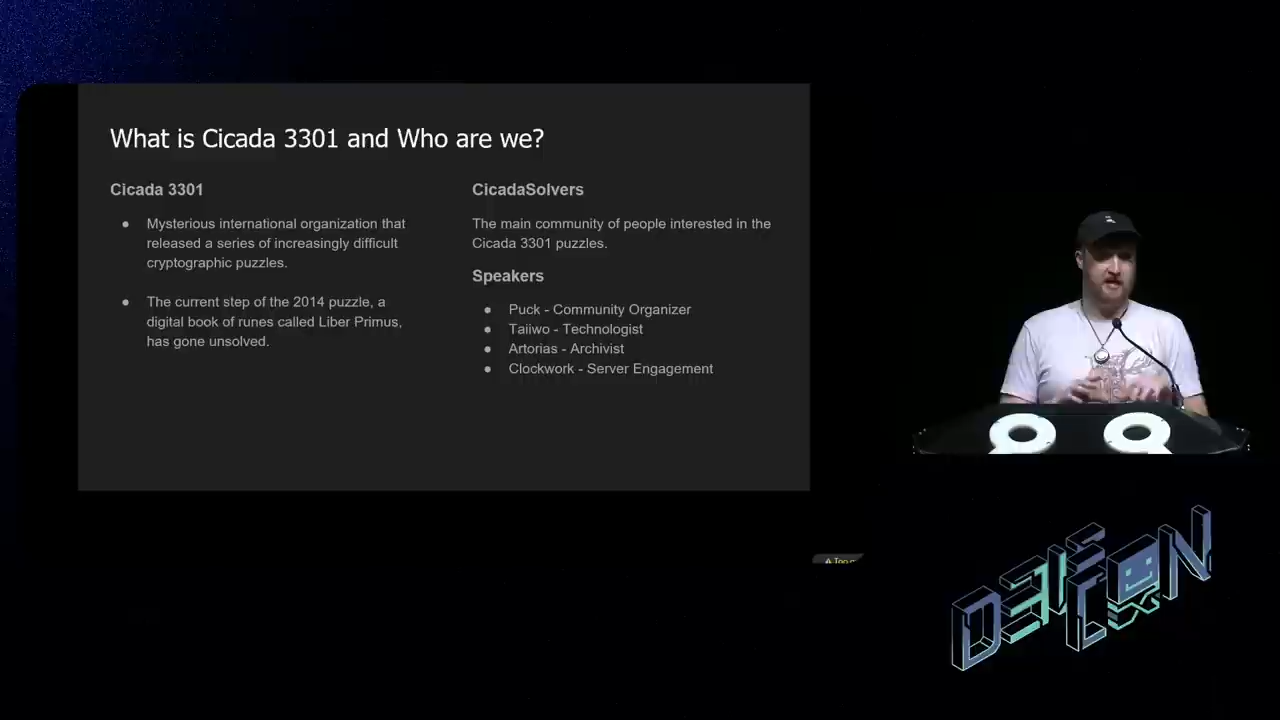 What is Cicada 3301 and Who are we?
Cicada 3301
● Mysterious international organization that
released a series of increasingly difficult
cryptographic puzzles.
● The current step of the 2014 puzzle, a
digital book of runes called Liber Primus,
has gone unsolved.
CicadaSolvers
The main community of people interested in the
Cicada 3301 puzzles.
Speakers
● Puck - Community Organizer
● Taiiwo - Technologist
● Artorias - Archivist
● Clockwork - Server Engagement
DEF
CON